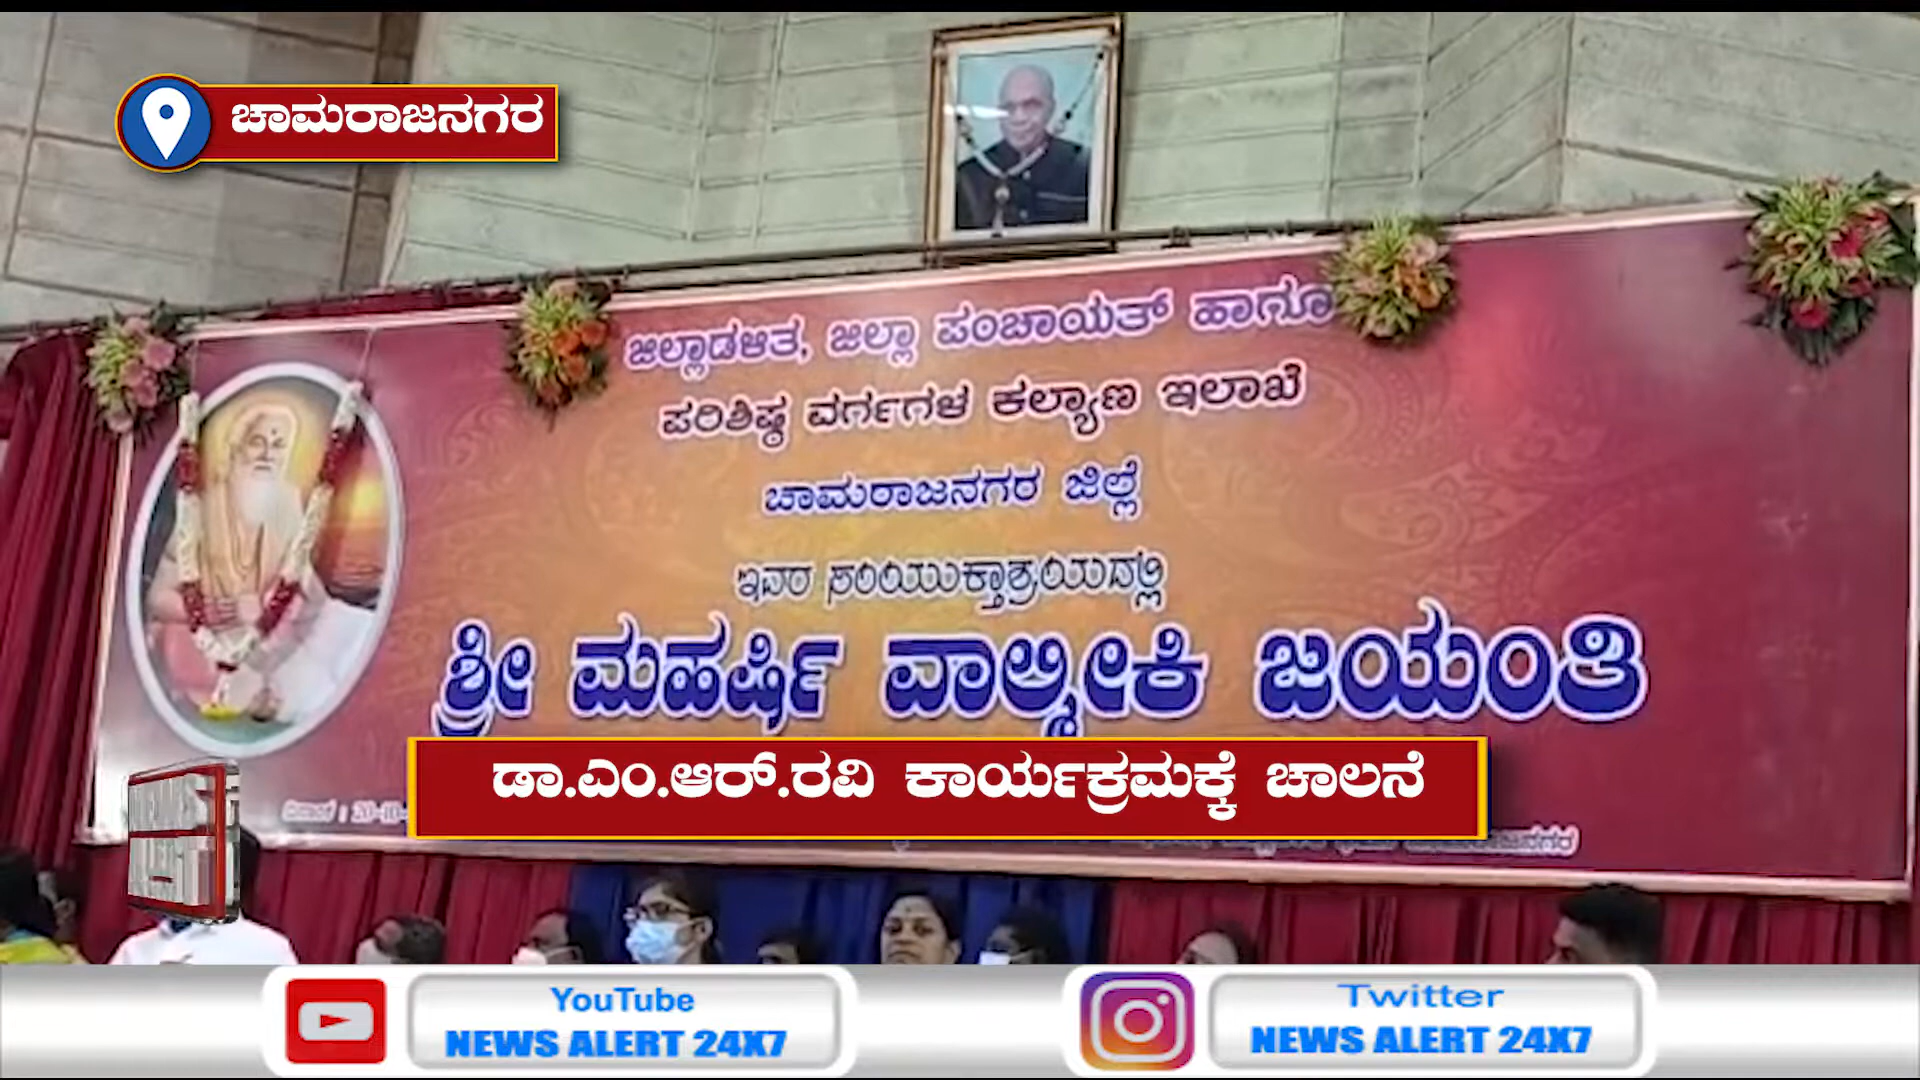 ಚಾಮರಾಜನಗರ
ಜಿಲ್ಲಾಡಳಿತ, ಜಿಲ್ಲಾ ಪಂಚಾಯತ್ ಹಾಗೂ
ಪರಿಶಿಷ್ಠ ವರ್ಗಗಳ ಕಲ್ಯಾಣ ಇಲಾಖೆ
ಚಾಮರಾಜನಗರ ಜಿಲ್ಲೆ
ಇವರ ಸಂಯುಕ್ತಾಶ್ರಯದಲ್ಲಿ
ಶ್ರೀ ಮಹರ್ಷಿ ವಾಲ್ಮೀಕಿ ಜಯಂತಿ
ಡಾ.ಎಂ.ಆರ್.ರವಿ ಕಾರ್ಯಕ್ರಮಕ್ಕೆ ಚಾಲನೆ
YouTube
NEWS ALERT 24X7
Twitter
NEWS ALERT 24X7